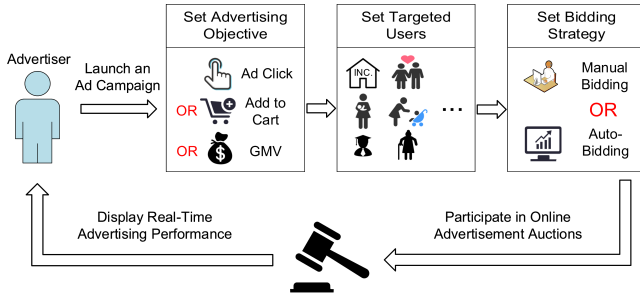 Advertiser
Launch an
Ad Campaign
Set Advertising
Objective
Ad Click
OR
Add to
Cart
OR
GMV
Set Targeted
Users
INC.
...
Set Bidding
Strategy
Manual
Bidding
OR
Auto-
Bidding
Display Real-Time
Advertising Performance
Participate in Online
Advertisement Auctions